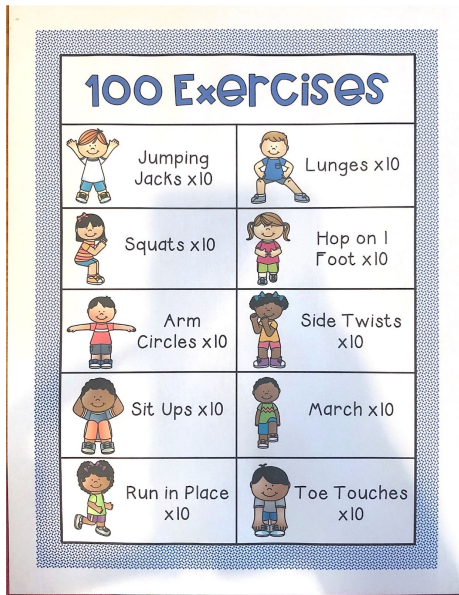 100 Exercises
Jumping
Jacks x10
Lunges x10
Squats x10
Hop on 1
Foot x10
Arm
Circles x10
Side Twists
x10
Sit Ups x10
March x10
Run in Place
x10
Toe Touches
x10